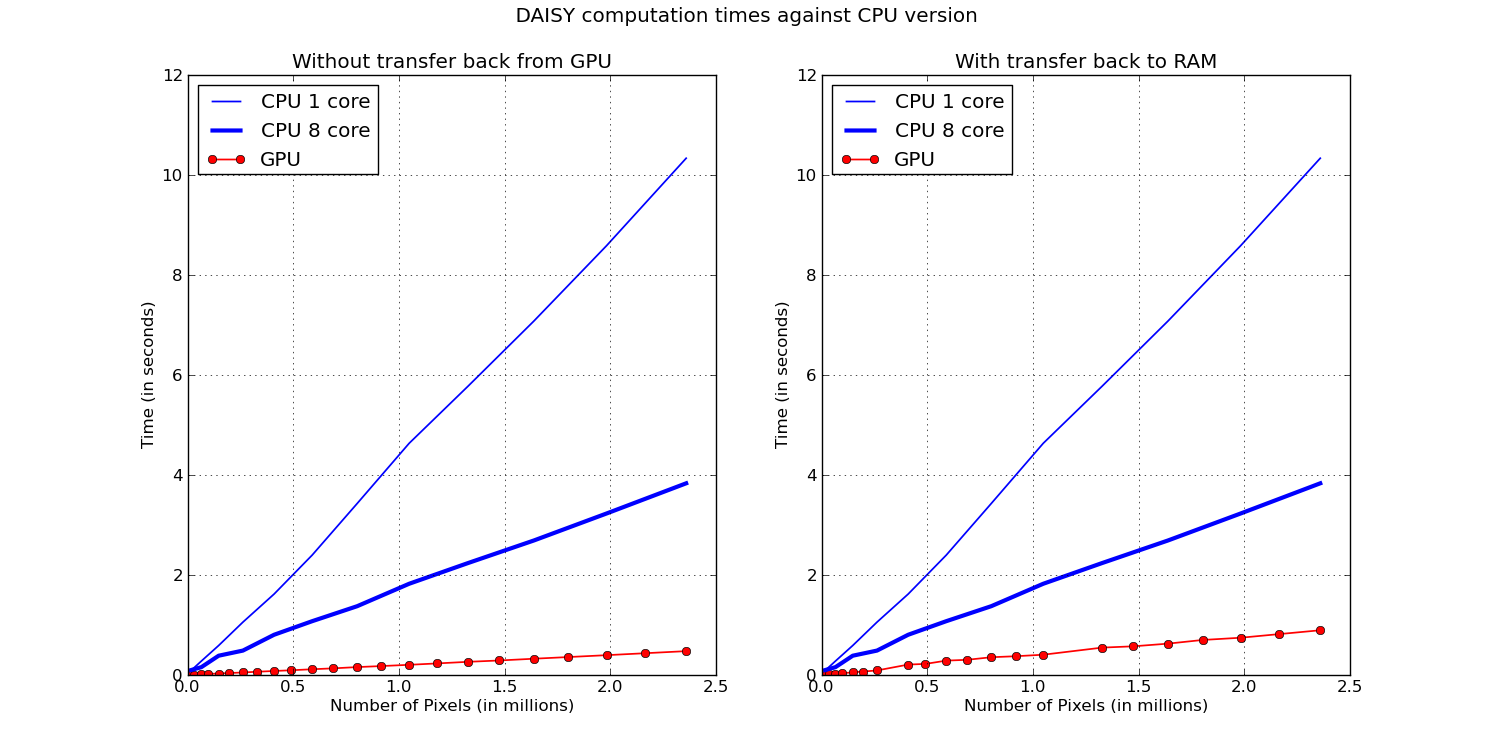 DAISY computation times against CPU version
Without transfer back from GPU
12
10
8
6
4
2
0
Time (in seconds)
CPU 1 core
CPU 8 core
GPU
0.0
0.5
1.0
1.5
2.0
2.5
Number of Pixels (in millions)
With transfer back to RAM
12
10
8
6
4
2
0
Time (in seconds)
CPU 1 core
CPU 8 core
GPU
0.0
0.5
1.0
1.5
2.0
2.5
Number of Pixels (in millions)